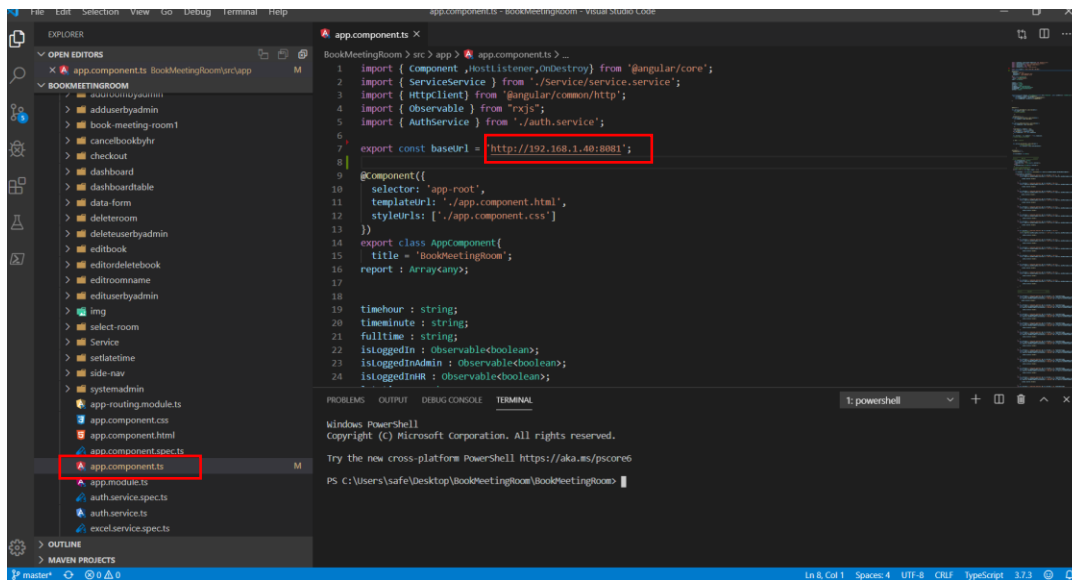 File Edit Selection View Go Debug Terminal Help
app.component.ts - BookMeetingRoom - Visual Studio Code
EXPLORER
OPEN EDITORS
app.component.ts BookMeetingRoom\src\app M
BOOKMEETINGROOM
addroombyadmin
adduserbyadmin
book-meeting-room1
cancelbookbyhr
checkout
dashboard
dashboardtable
data-form
deleteroom
deleteuserbyadmin
editbook
editordeletebook
editroomname
edituserbyadmin
img
select-room
Service
setlatetime
side-nav
systemadmin
app-routing.module.ts
app.component.css
app.component.html
app.component.spec.ts
app.component.ts M
app.module.ts
auth.service.spec.ts
auth.service.ts
excel.service.spec.ts
OUTLINE
MAVEN PROJECTS
app.component.ts
BookMeetingRoom > src > app > app.component.ts > ...
1 import { Component ,HostListener,OnDestroy} from '@angular/core';
2 import { ServiceService } from './Service/service.service';
3 import { HttpClient} from '@angular/common/http';
4 import { Observable } from "rxjs";
5 import { AuthService } from './auth.service';
6
7 export const baseUrl = 'http://192.168.1.40:8081';
8
9 @Component({
10 selector: 'app-root',
11 templateUrl: './app.component.html',
12 styleUrls: ['./app.component.css']
13 })
14 export class AppComponent{
15 title = 'BookMeetingRoom';
16 report : Array<any>;
17
18
19 timehour : string;
20 timeminute : string;
21 fulltime : string;
22 isLoggedIn : Observable<boolean>;
23 isLoggedInAdmin : Observable<boolean>;
24 isLoggedInHR : Observable<boolean>;
PROBLEMS OUTPUT DEBUG CONSOLE TERMINAL
1: powershell
Windows PowerShell
Copyright (C) Microsoft Corporation. All rights reserved.
Try the new cross-platform PowerShell https://aka.ms/pscore6
PS C:\Users\safe\Desktop\BookMeetingRoom\BookMeetingRoom>
master* 0 0 Ln 8, Col 1 Spaces: 4 UTF-8 CRLF TypeScript 3.7.3